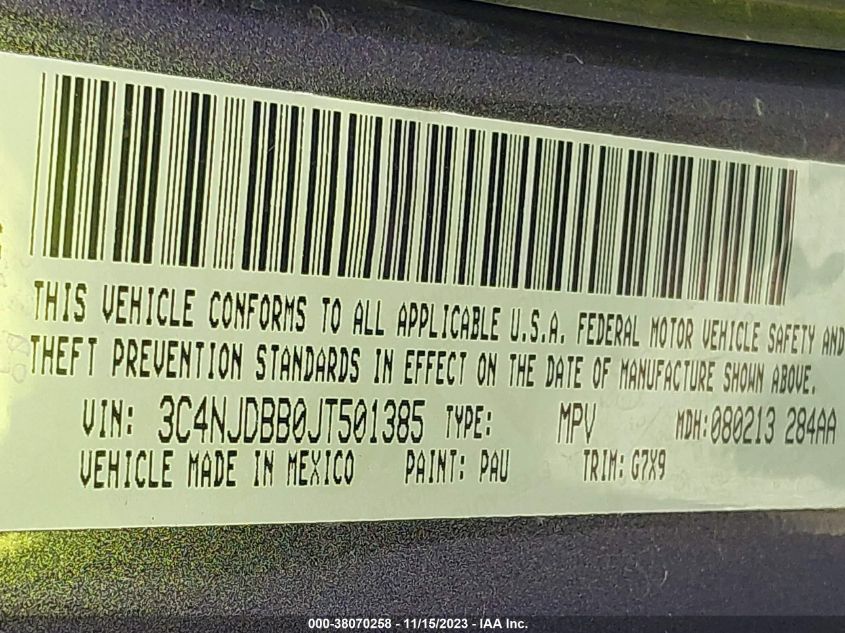 THIS VEHICLE CONFORMS TO ALL APPLICABLE U.S.A. FEDERAL MOTOR VEHICLE SAFETY AND
THEFT PREVENTION STANDARDS IN EFFECT ON THE DATE OF MANUFACTURE SHOWN ABOVE.
VIN: 3C4NJDBB0JT501385 TYPE: MPV MDH: 080213 284AA
VEHICLE MADE IN MEXICO PAINT: PAU TRIM: G7X9
000-38070258 - 11/15/2023 - IAA Inc.